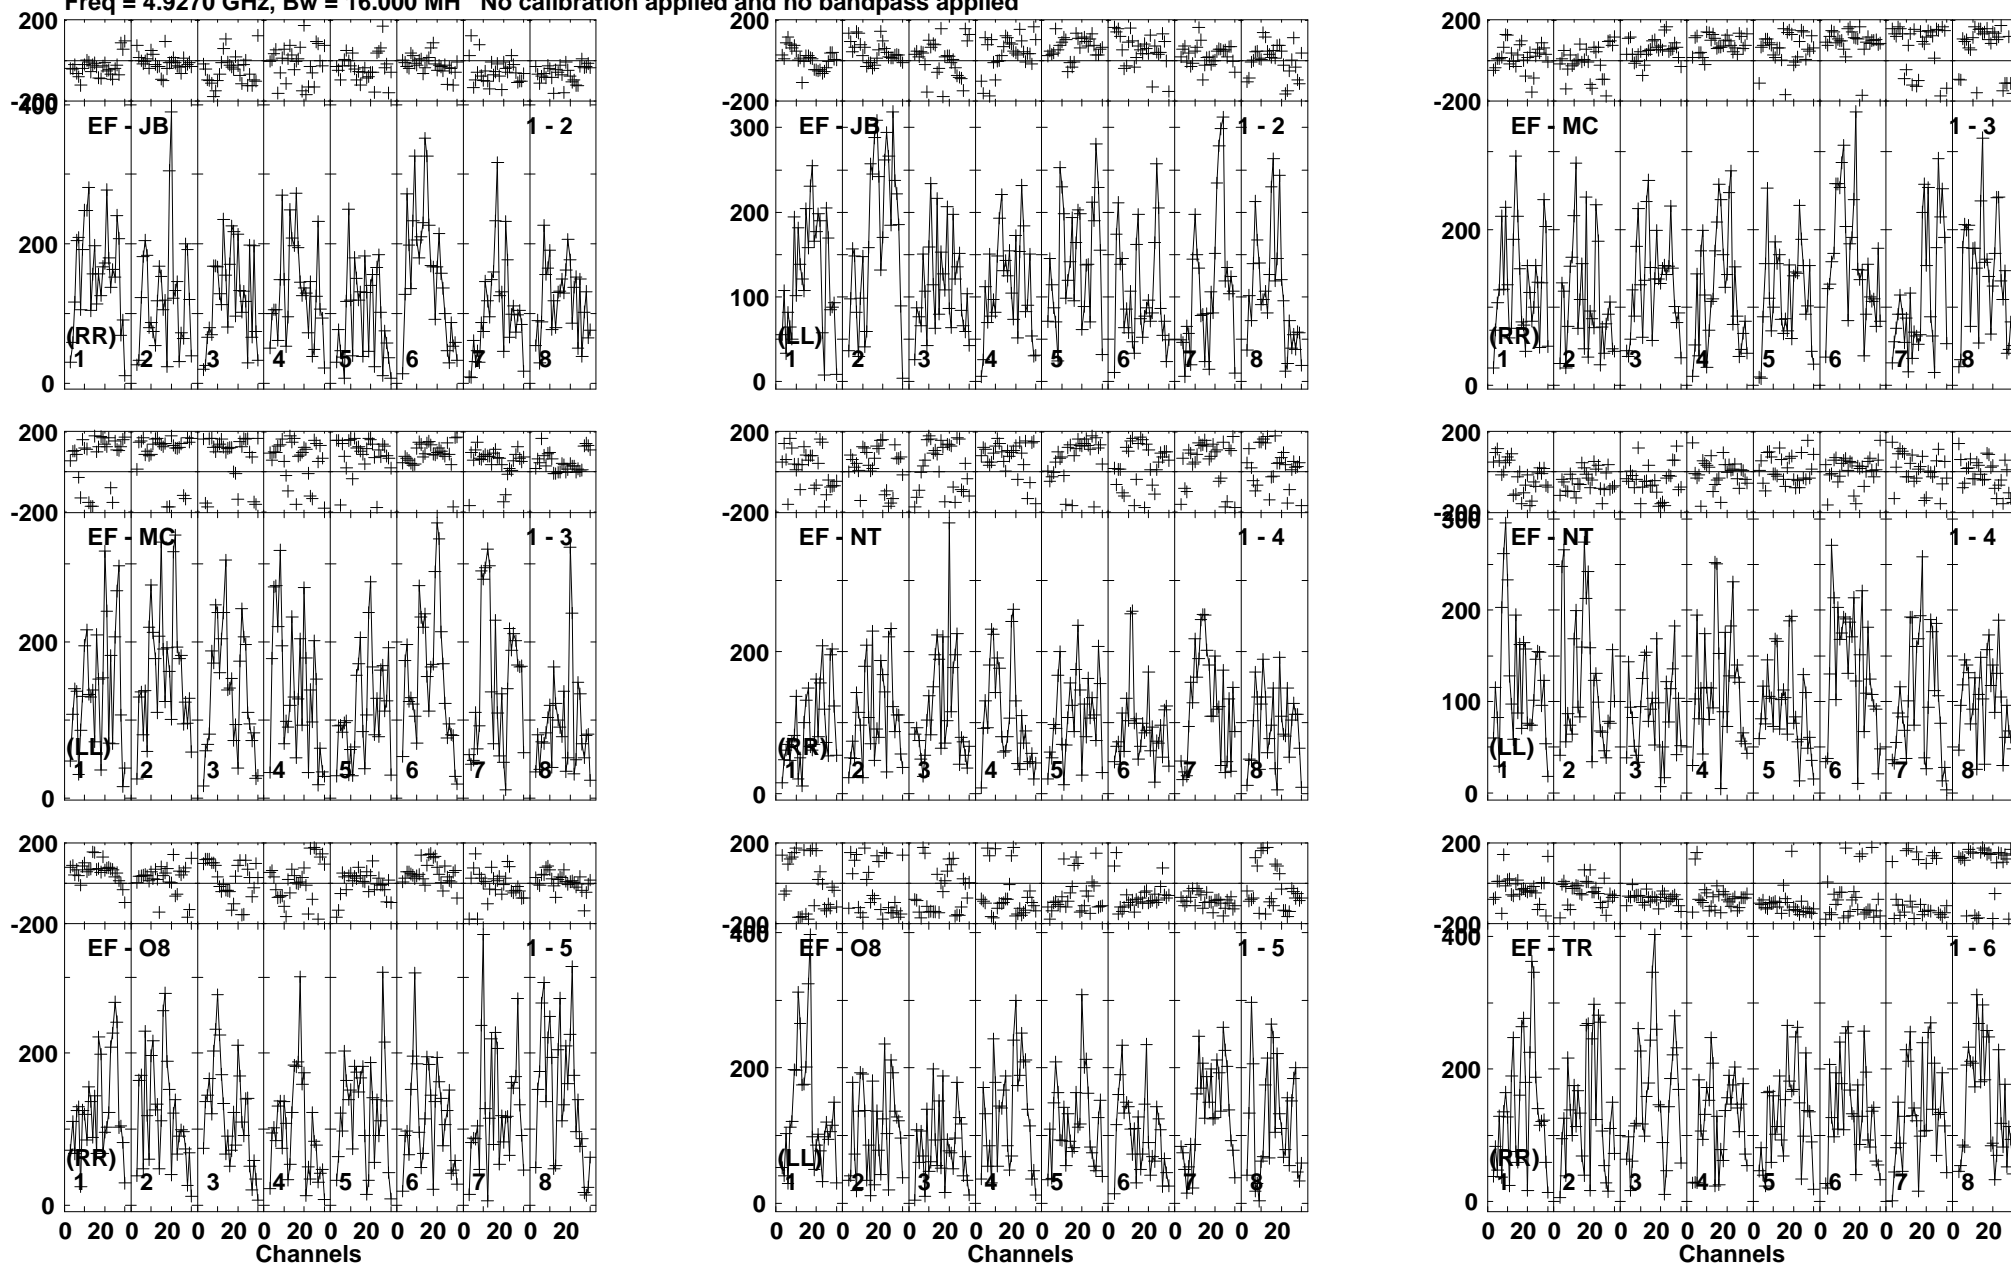 Freq = 4.9270 GHz, Bw = 16.000 MH No calibration applied and no bandpass applied
200 200 200
-200 -200 -200
400 EF - JB 1 - 2 EF - JB 1 - 2 EF - MC 1 - 3
300
200 200 200
100
(RR) (LL) (RR)
1 2 3 4 5 6 7 8 1 2 3 4 5 6 7 8 1 2 3 4 5 6 7 8
0 0 0
200 200 200
-200 -200 -200
300
EF - MC 1 - 3 EF - NT 1 - 4 EF - NT 1 - 4
200 200 200
100
(LL) (RR) (LL)
1 2 3 4 5 6 7 8 1 2 3 4 5 6 7 8 1 2 3 4 5 6 7 8
0 0 0
200 200 200
-200 -200 -200
400 400
EF - O8 1 - 5 EF - O8 1 - 5 EF - TR 1 - 6
200 200 200
(RR) (LL) (RR)
1 2 3 4 5 6 7 8 1 2 3 4 5 6 7 8 1 2 3 4 5 6 7 8
0 0 0
0 20 0 20 0 20 0 20 0 20 0 20 0 20 0 20 0 20 0 20 0 20 0 20 0 20 0 20 0 20 0 20 0 20 0 20 0 20 0 20 0 20 0 20 0 20 0 20
Channels Channels Channels